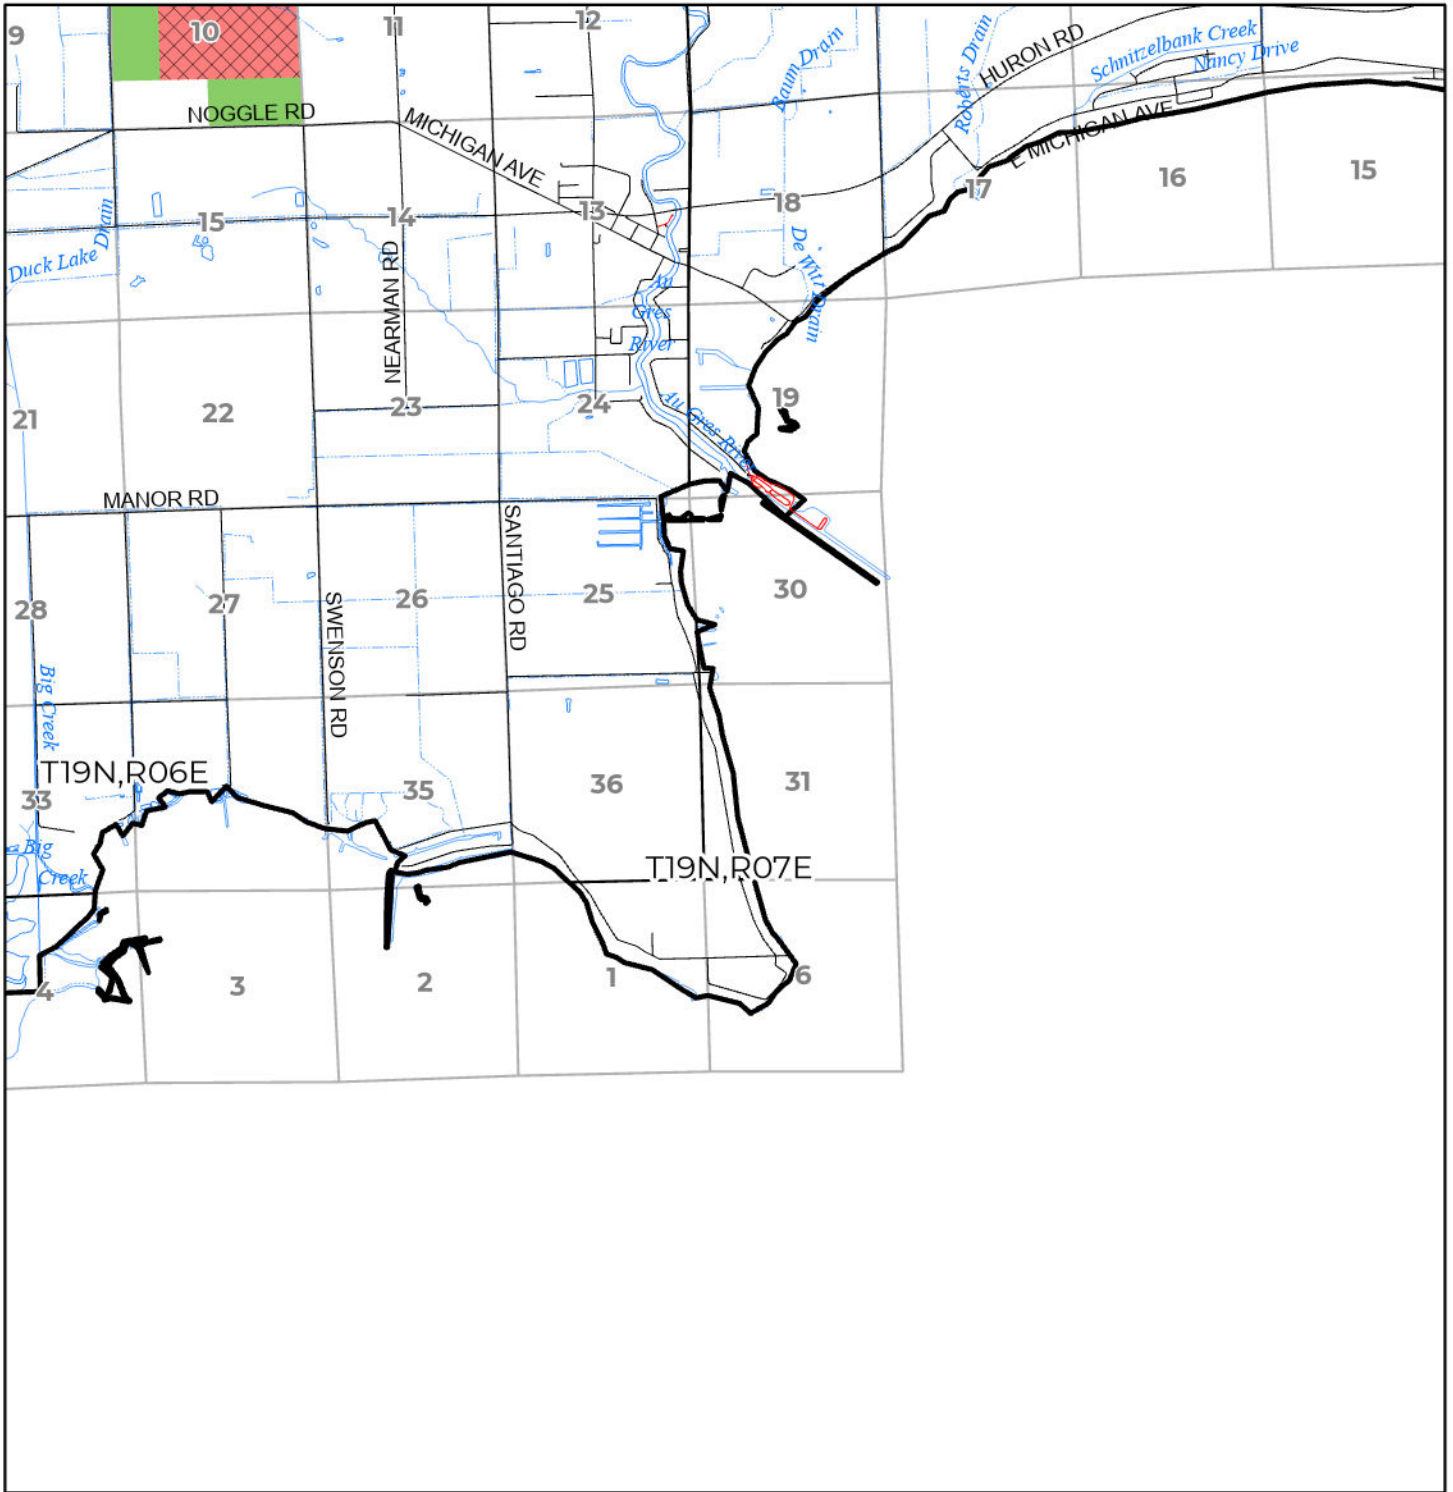 9
10
11
12
Baum Drain
Roberts Drain
HURON RD
Schnitzelbank Creek
Nancy Drive
NOGGLE RD
MICHIGAN AVE
E MICHIGAN AVE
15
14
13
18
17
16
15
Duck Lake Drain
NEARMAN RD
De Witt Drain
Au
Gres
River
21
22
23
24
19
Au Gres River
MANOR RD
SANTIAGO RD
28
27
26
25
30
SWENSON RD
Big Creek
T19N,R06E
33
35
36
31
Big
Creek
T19N,R07E
4
3
2
1
6